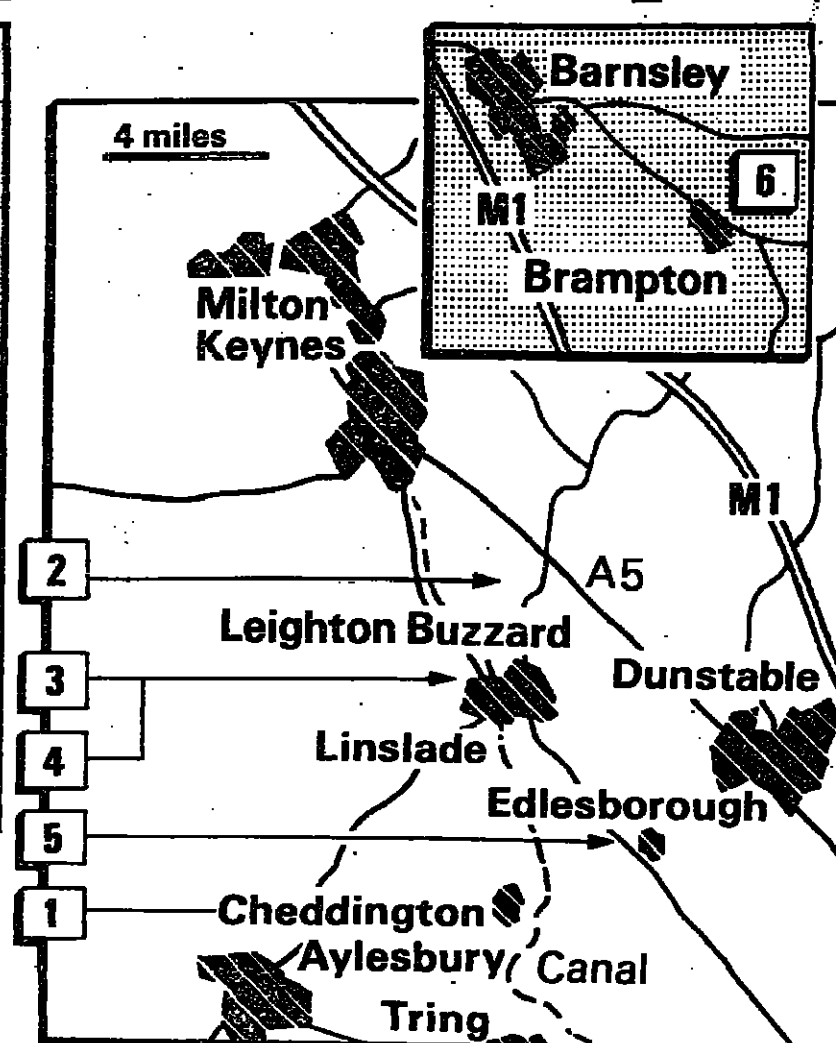 Barnsley
4 miles
6
M1
Brampton
Milton
Keynes
M1
2
A5
Leighton Buzzard
3
Dunstable
4
Linslade
Edlesborough
5
1
Cheddington
Aylesbury
Canal
Tring